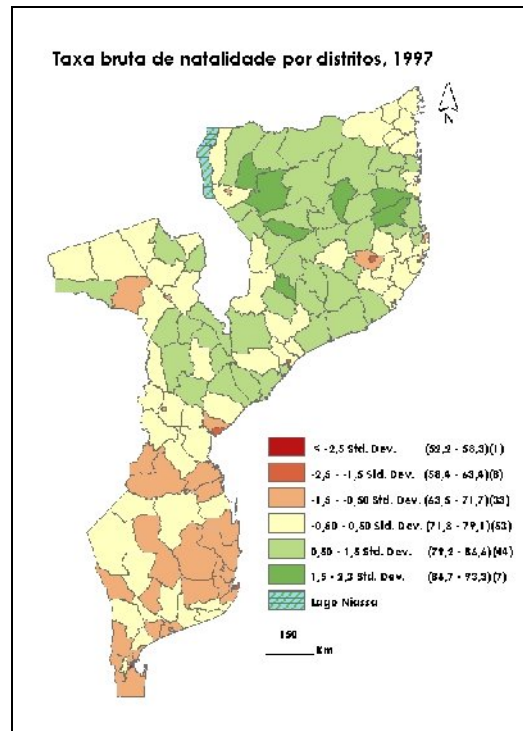 Taxa bruta de natalidade por distritos, 1997
N
< -2,5 Std. Dev. (52,2 - 58,3)(1)
-2,5 - -1,5 Std. Dev. (58,4 - 63,4)(8)
-1,5 - -0,50 Std. Dev. (63,5 - 71,7)(33)
-0,50 - 0,50 Std. Dev. (71,8 - 79,1)(53)
0,50 - 1,5 Std. Dev. (79,2 - 86,6)(44)
1,5 - 2,3 Std. Dev. (86,7 - 93,3)(7)
Lago Niassa
150
Km